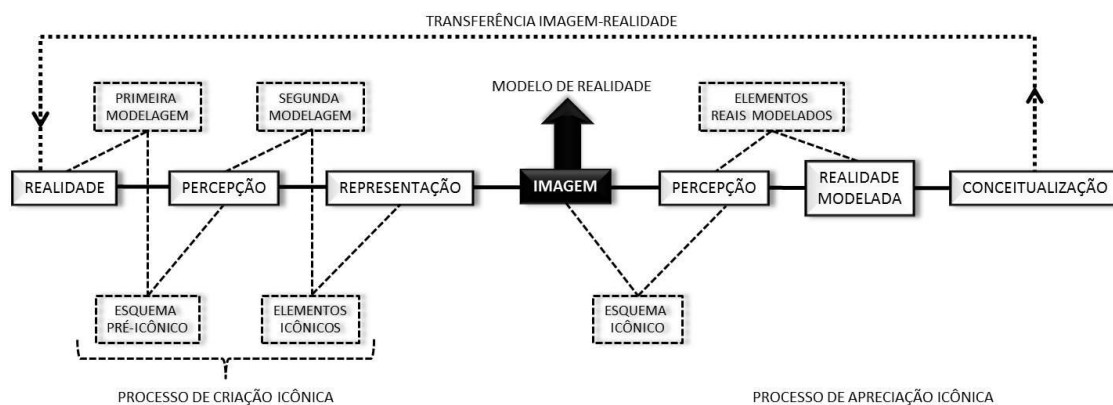 TRANSFERÊNCIA IMAGEM-REALIDADE
MODELO DE REALIDADE
PRIMEIRA
MODELAGEM
SEGUNDA
MODELAGEM
ELEMENTOS
REAIS MODELADOS
REALIDADE
PERCEPÇÃO
REPRESENTAÇÃO
IMAGEM
PERCEPÇÃO
REALIDADE
MODELADA
CONCEITUALIZAÇÃO
ESQUEMA
PRÉ-ICÔNICO
ELEMENTOS
ICÔNICOS
ESQUEMA
ICÔNICO
PROCESSO DE CRIAÇÃO ICÔNICA
PROCESSO DE APRECIAÇÃO ICÔNICA